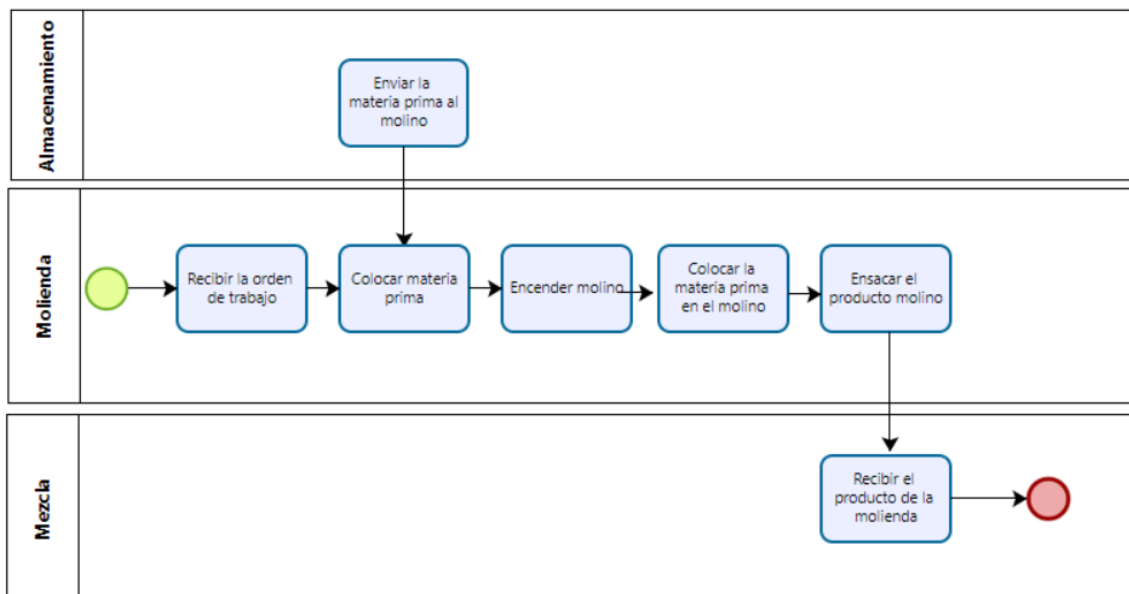 Almacenamiento
Enviar la
materia prima al
molino
Molienda
Recibir la orden
de trabajo
Colocar materia
prima
Encender molino
Colocar la
materia prima
en el molino
Ensacar el
producto molino
Mezcla
Recibir el
producto de la
molienda